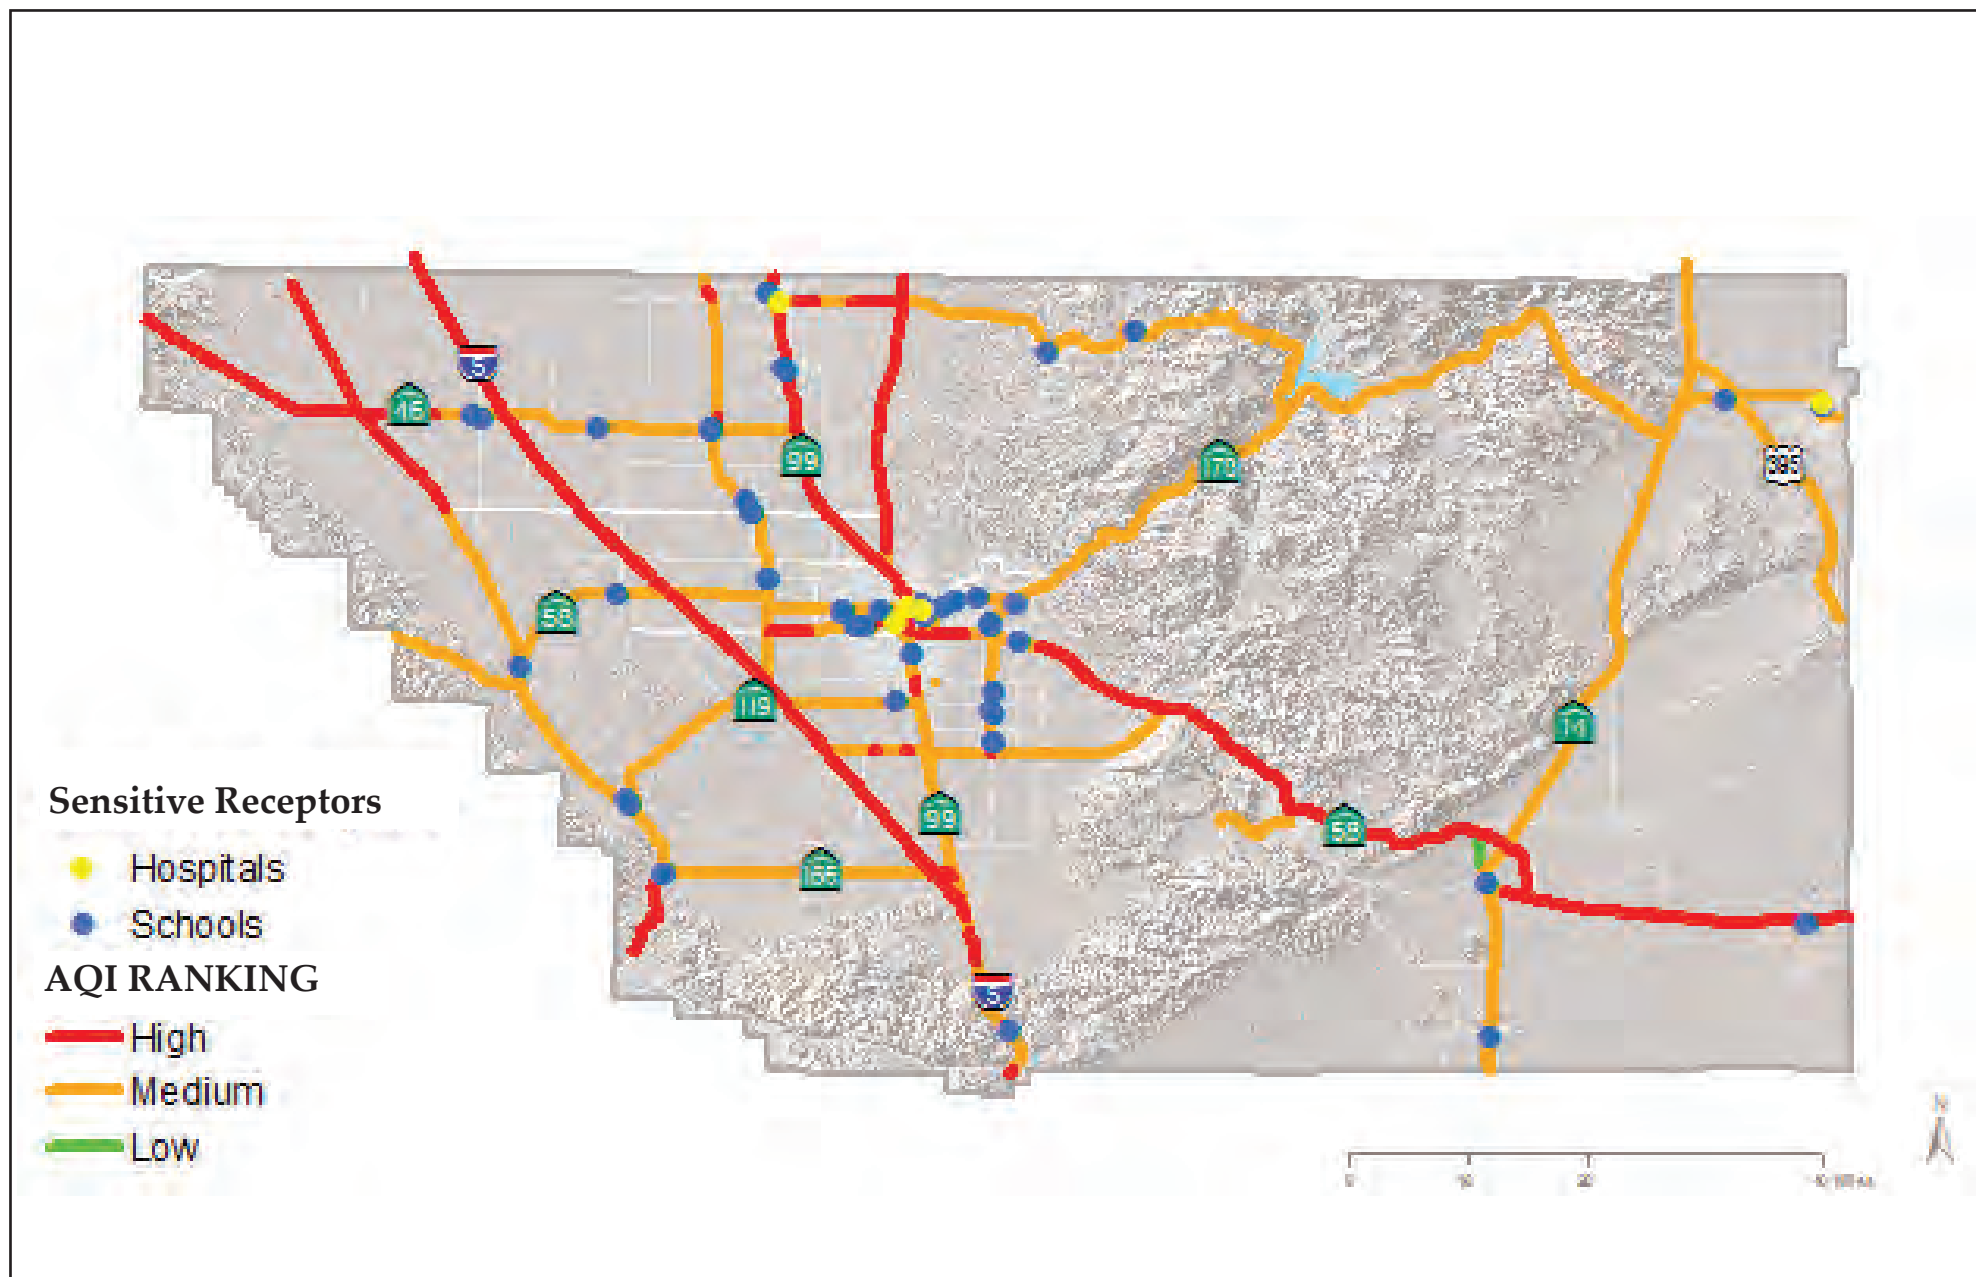 5
46
99
178
395
58
119
14
99
58
166
5
Sensitive Receptors
Hospitals
Schools
AQI RANKING
High
Medium
Low
N